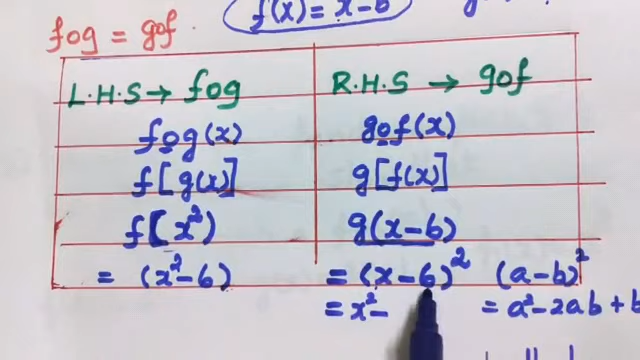 f(x) = x - 6
fog = gof
L.H.S → fog
R.H.S → gof
fog(x)
gof(x)
f[g(x)]
g[f(x)]
f[x²)
g(x-6)
= (x²-6)
= (x-6)² (a-b)²
= x²- = a²-2ab+b